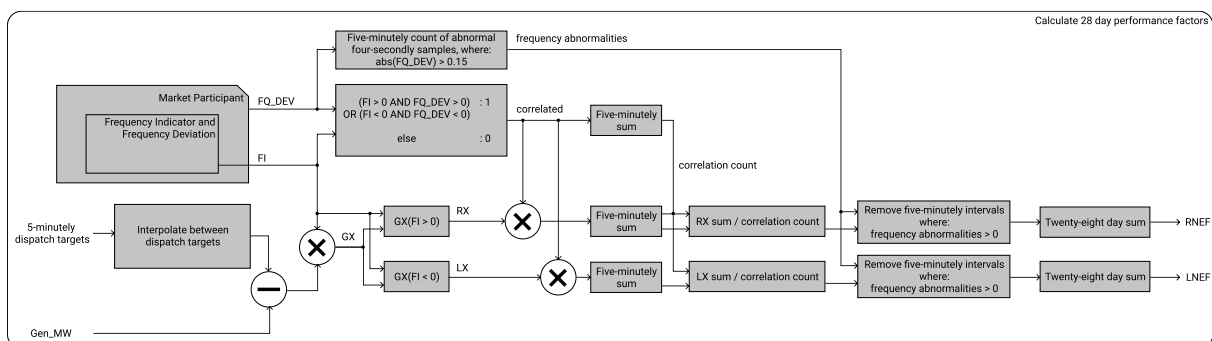 Calculate 28 day performance factors
Five-minutely count of abnormal
four-secondly samples, where:
abs(FQ_DEV) > 0.15
frequency abnormalities
Market Participant
FQ_DEV
Frequency Indicator and
Frequency Deviation
FI
(FI > 0 AND FQ_DEV > 0) : 1
OR (FI < 0 AND FQ_DEV < 0)
else : 0
correlated
Five-minutely
sum
correlation count
5-minutely
dispatch targets
Interpolate between
dispatch targets
GX
GX(FI > 0)
RX
Five-minutely
sum
RX sum / correlation count
Remove five-minutely intervals
where:
frequency abnormalities > 0
Twenty-eight day sum
RNEF
GX(FI < 0)
LX
Five-minutely
sum
LX sum / correlation count
Remove five-minutely intervals
where:
frequency abnormalities > 0
Twenty-eight day sum
LNEF
Gen_MW